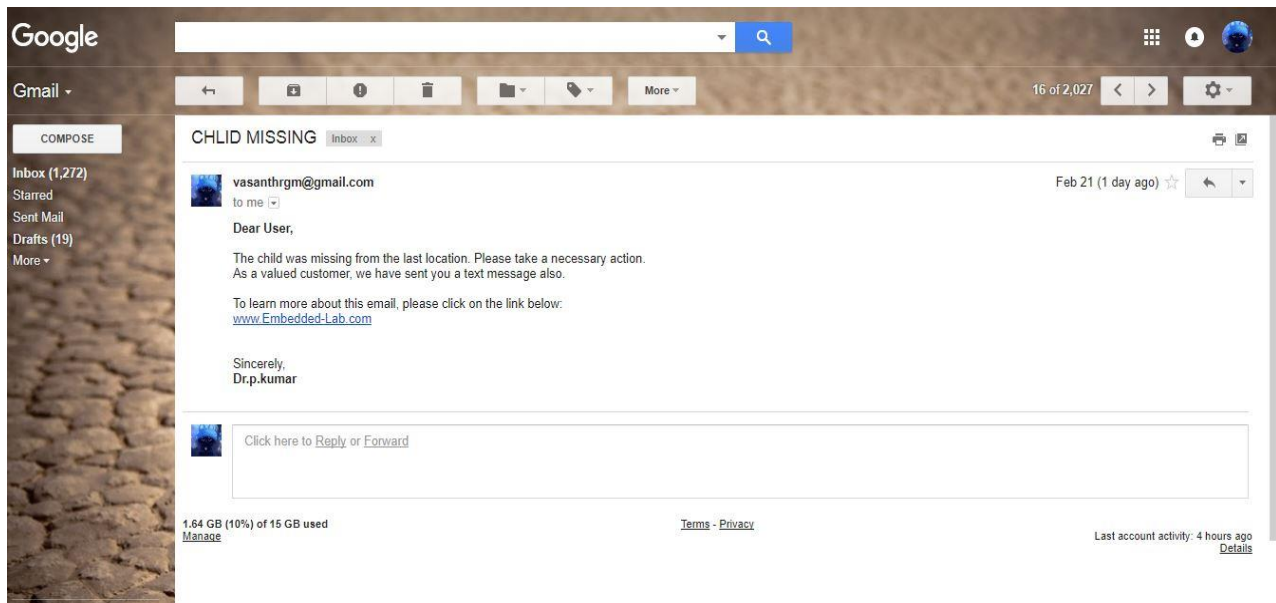 Google
Gmail
More
16 of 2,027
COMPOSE
Inbox (1,272)
Starred
Sent Mail
Drafts (19)
More
CHLID MISSING Inbox x
vasanthrgm@gmail.com
Feb 21 (1 day ago)
to me
Dear User,
The child was missing from the last location. Please take a necessary action.
As a valued customer, we have sent you a text message also.
To learn more about this email, please click on the link below:
www.Embedded-Lab.com
Sincerely,
Dr.p.kumar
Click here to Reply or Forward
1.64 GB (10%) of 15 GB used
Manage
Terms - Privacy
Last account activity: 4 hours ago
Details